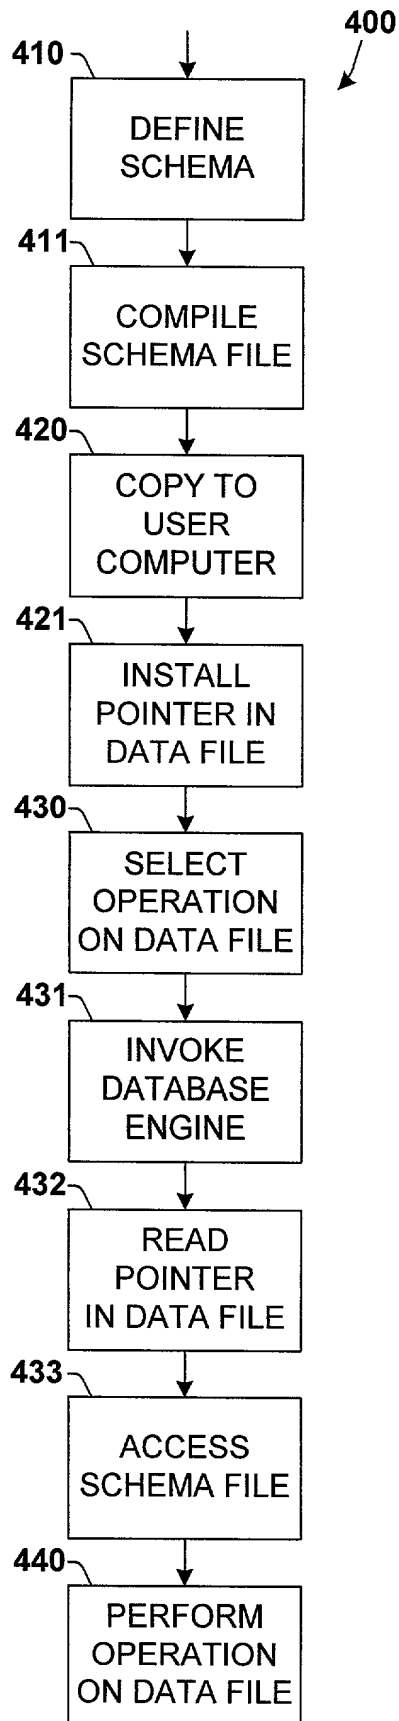 400
410
DEFINE
SCHEMA
411
COMPILE
SCHEMA FILE
420
COPY TO
USER
COMPUTER
421
INSTALL
POINTER IN
DATA FILE
430
SELECT
OPERATION
ON DATA FILE
431
INVOKE
DATABASE
ENGINE
432
READ
POINTER
IN DATA FILE
433
ACCESS
SCHEMA FILE
440
PERFORM
OPERATION
ON DATA FILE